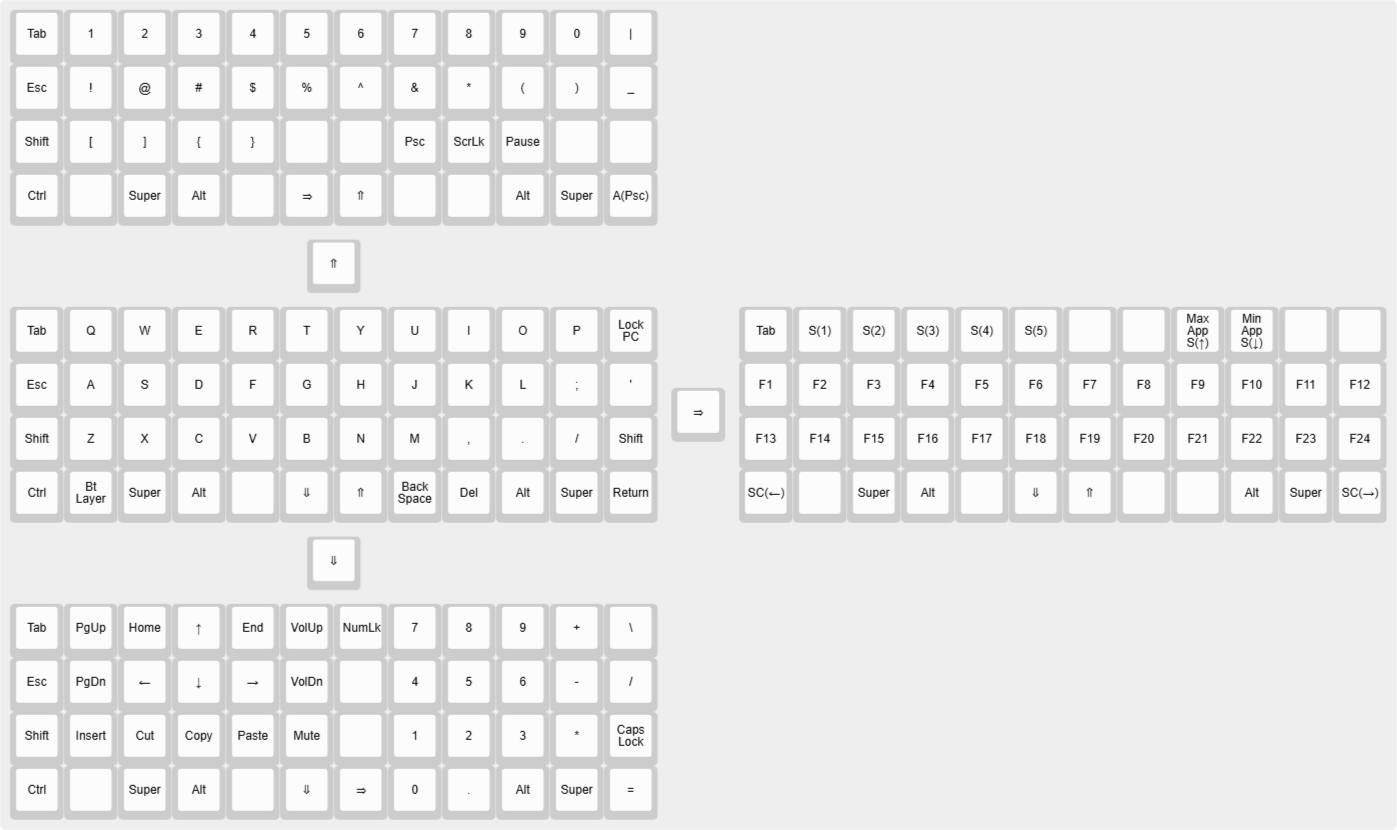 Tab 1 2 3 4 5 6 7 8 9 0 |
Esc ! @ # $ % ^ & * ( ) _
Shift [ ] { } Psc ScrLk Pause
Ctrl Super Alt ⇒ ⇑ Alt Super A(Psc)
⇑
Tab Q W E R T Y U I O P Lock PC
Esc A S D F G H J K L ; '
Shift Z X C V B N M , . / Shift
Ctrl Bt Layer Super Alt ⇓ ⇑ Back Space Del Alt Super Return
⇒
Tab S(1) S(2) S(3) S(4) S(5) Max App S(↑) Min App S(↓)
F1 F2 F3 F4 F5 F6 F7 F8 F9 F10 F11 F12
F13 F14 F15 F16 F17 F18 F19 F20 F21 F22 F23 F24
SC(←) Super Alt ⇓ ⇑ Alt Super SC(→)
⇓
Tab PgUp Home ↑ End VolUp NumLk 7 8 9 + \
Esc PgDn ← ↓ → VolDn 4 5 6 - /
Shift Insert Cut Copy Paste Mute 1 2 3 * Caps Lock
Ctrl Super Alt ⇓ ⇒ 0 . Alt Super =